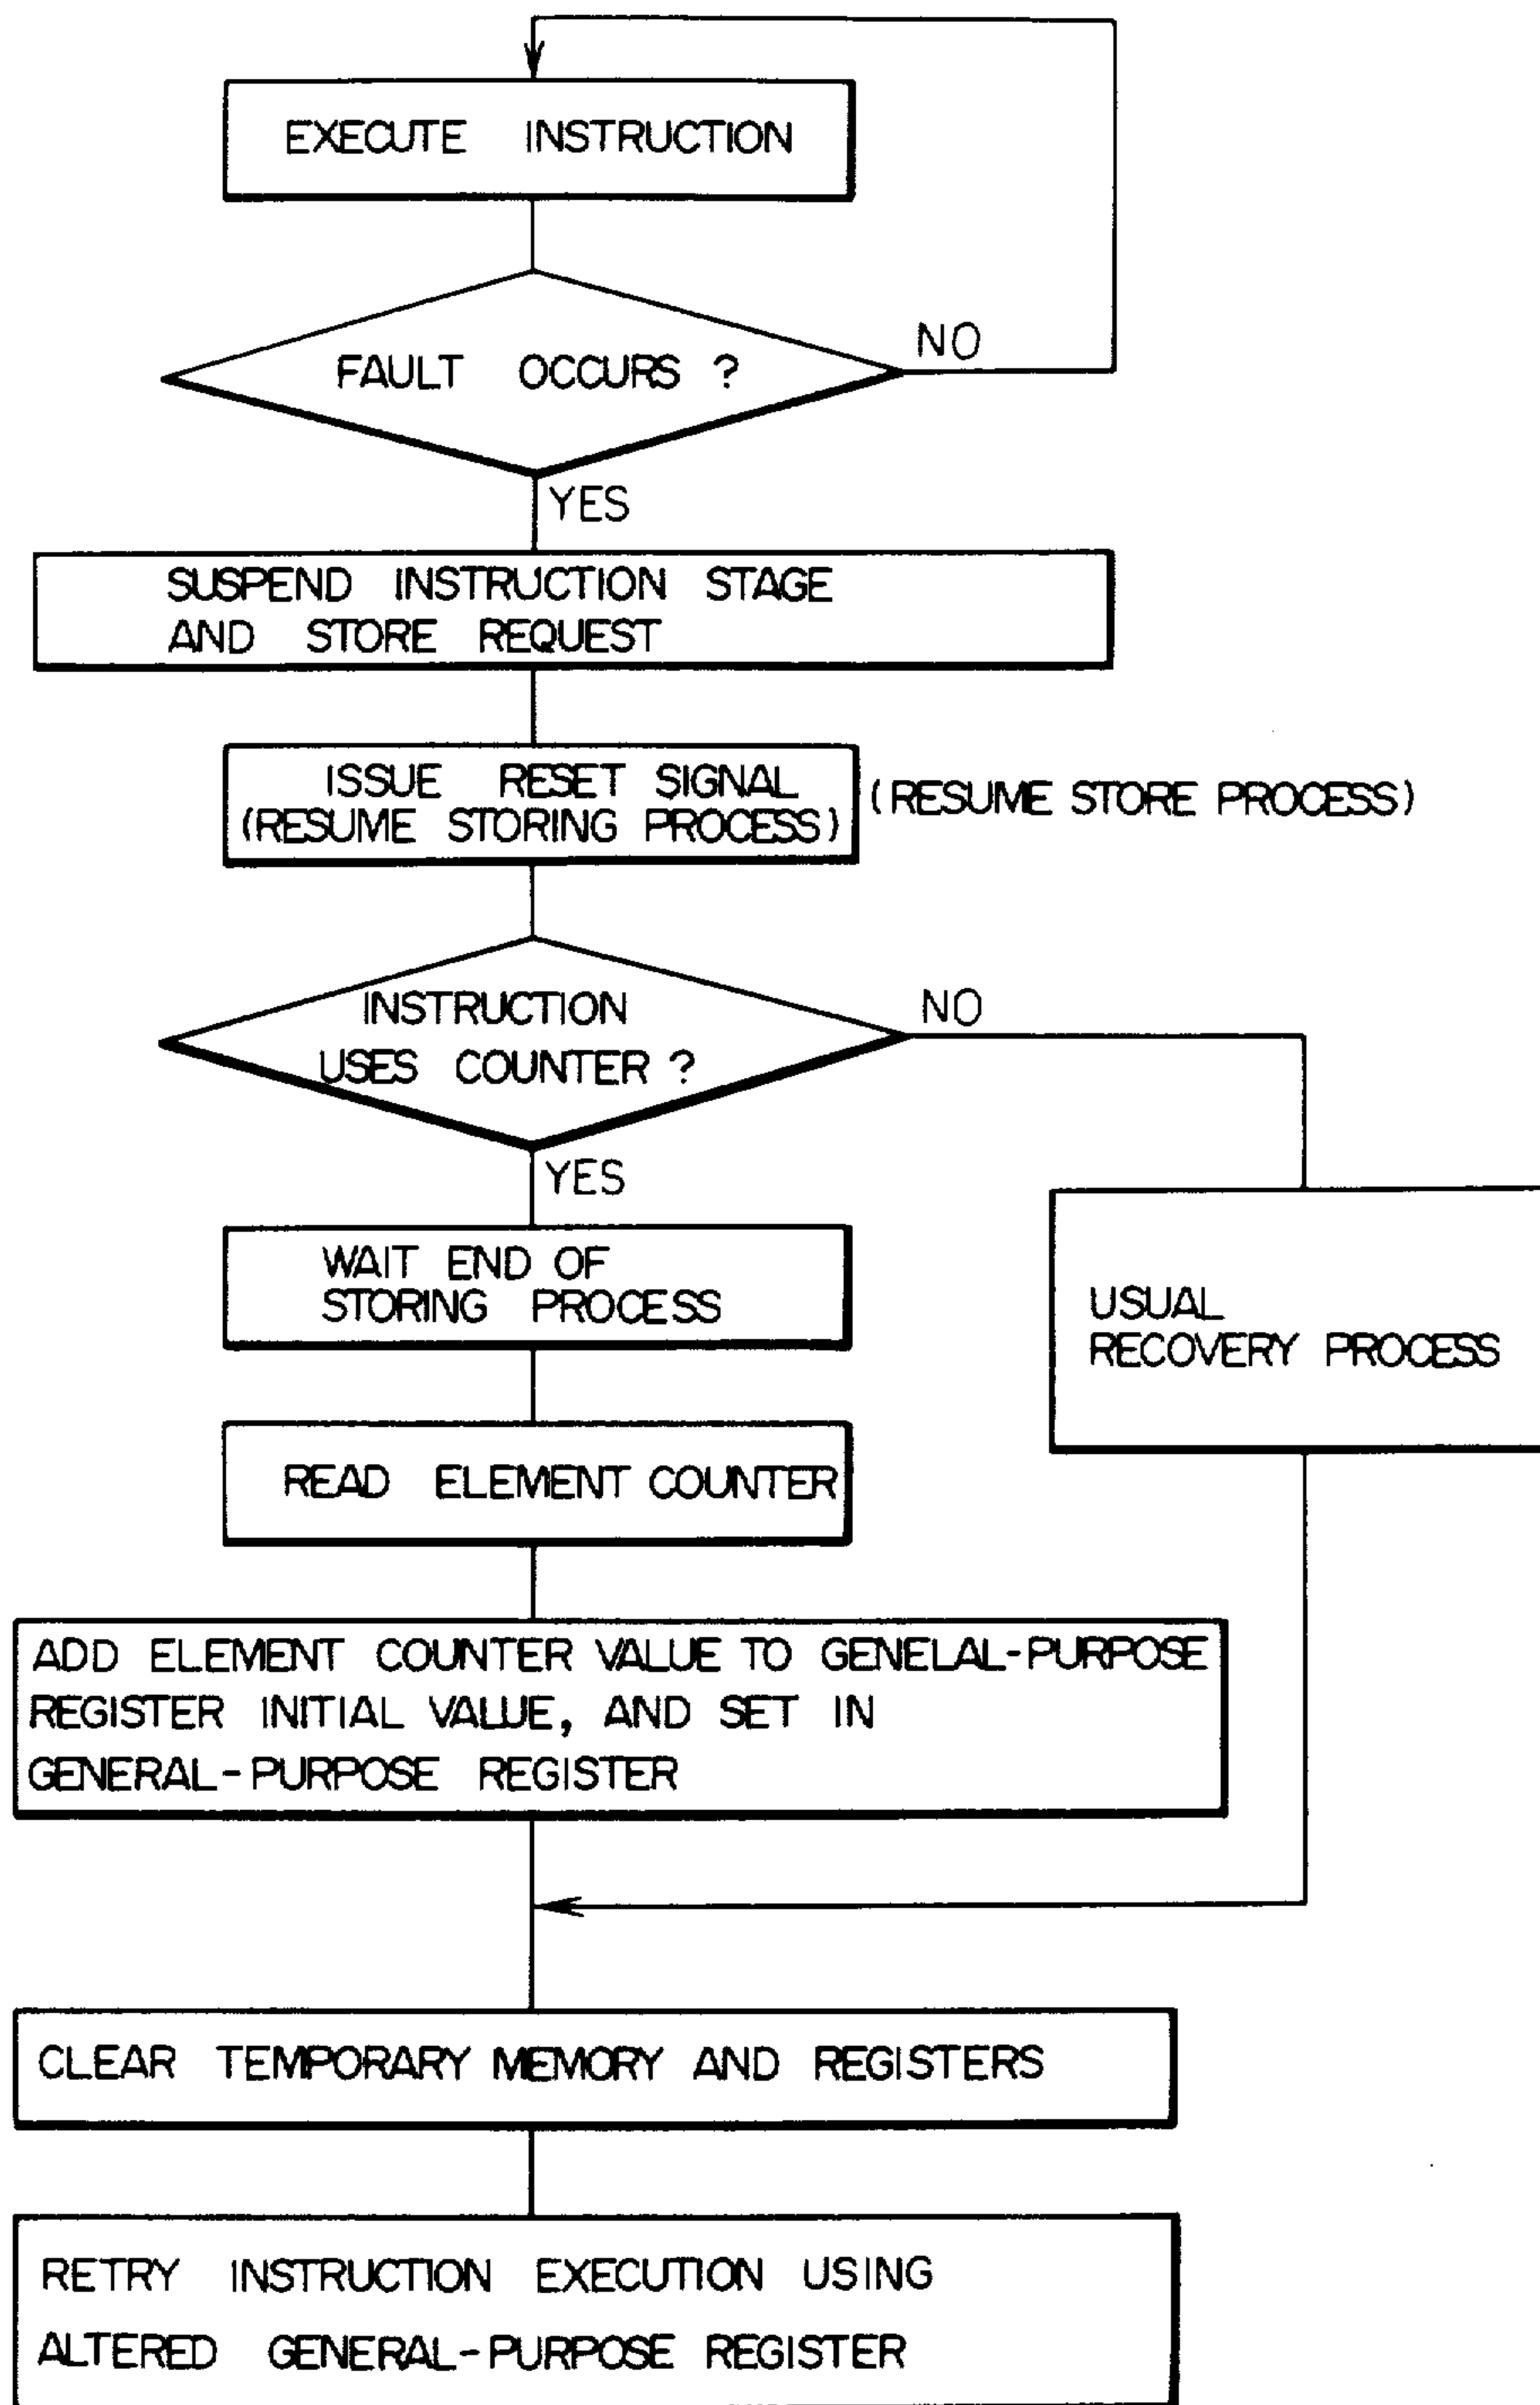 EXECUTE INSTRUCTION
FAULT OCCURS ?
NO
YES
SUSPEND INSTRUCTION STAGE
AND STORE REQUEST
ISSUE RESET SIGNAL
(RESUME STORING PROCESS)
(RESUME STORE PROCESS)
INSTRUCTION
USES COUNTER ?
NO
YES
WAIT END OF
STORING PROCESS
USUAL
RECOVERY PROCESS
READ ELEMENT COUNTER
ADD ELEMENT COUNTER VALUE TO GENELAL-PURPOSE
REGISTER INITIAL VALUE, AND SET IN
GENERAL-PURPOSE REGISTER
CLEAR TEMPORARY MEMORY AND REGISTERS
RETRY INSTRUCTION EXECUTION USING
ALTERED GENERAL-PURPOSE REGISTER